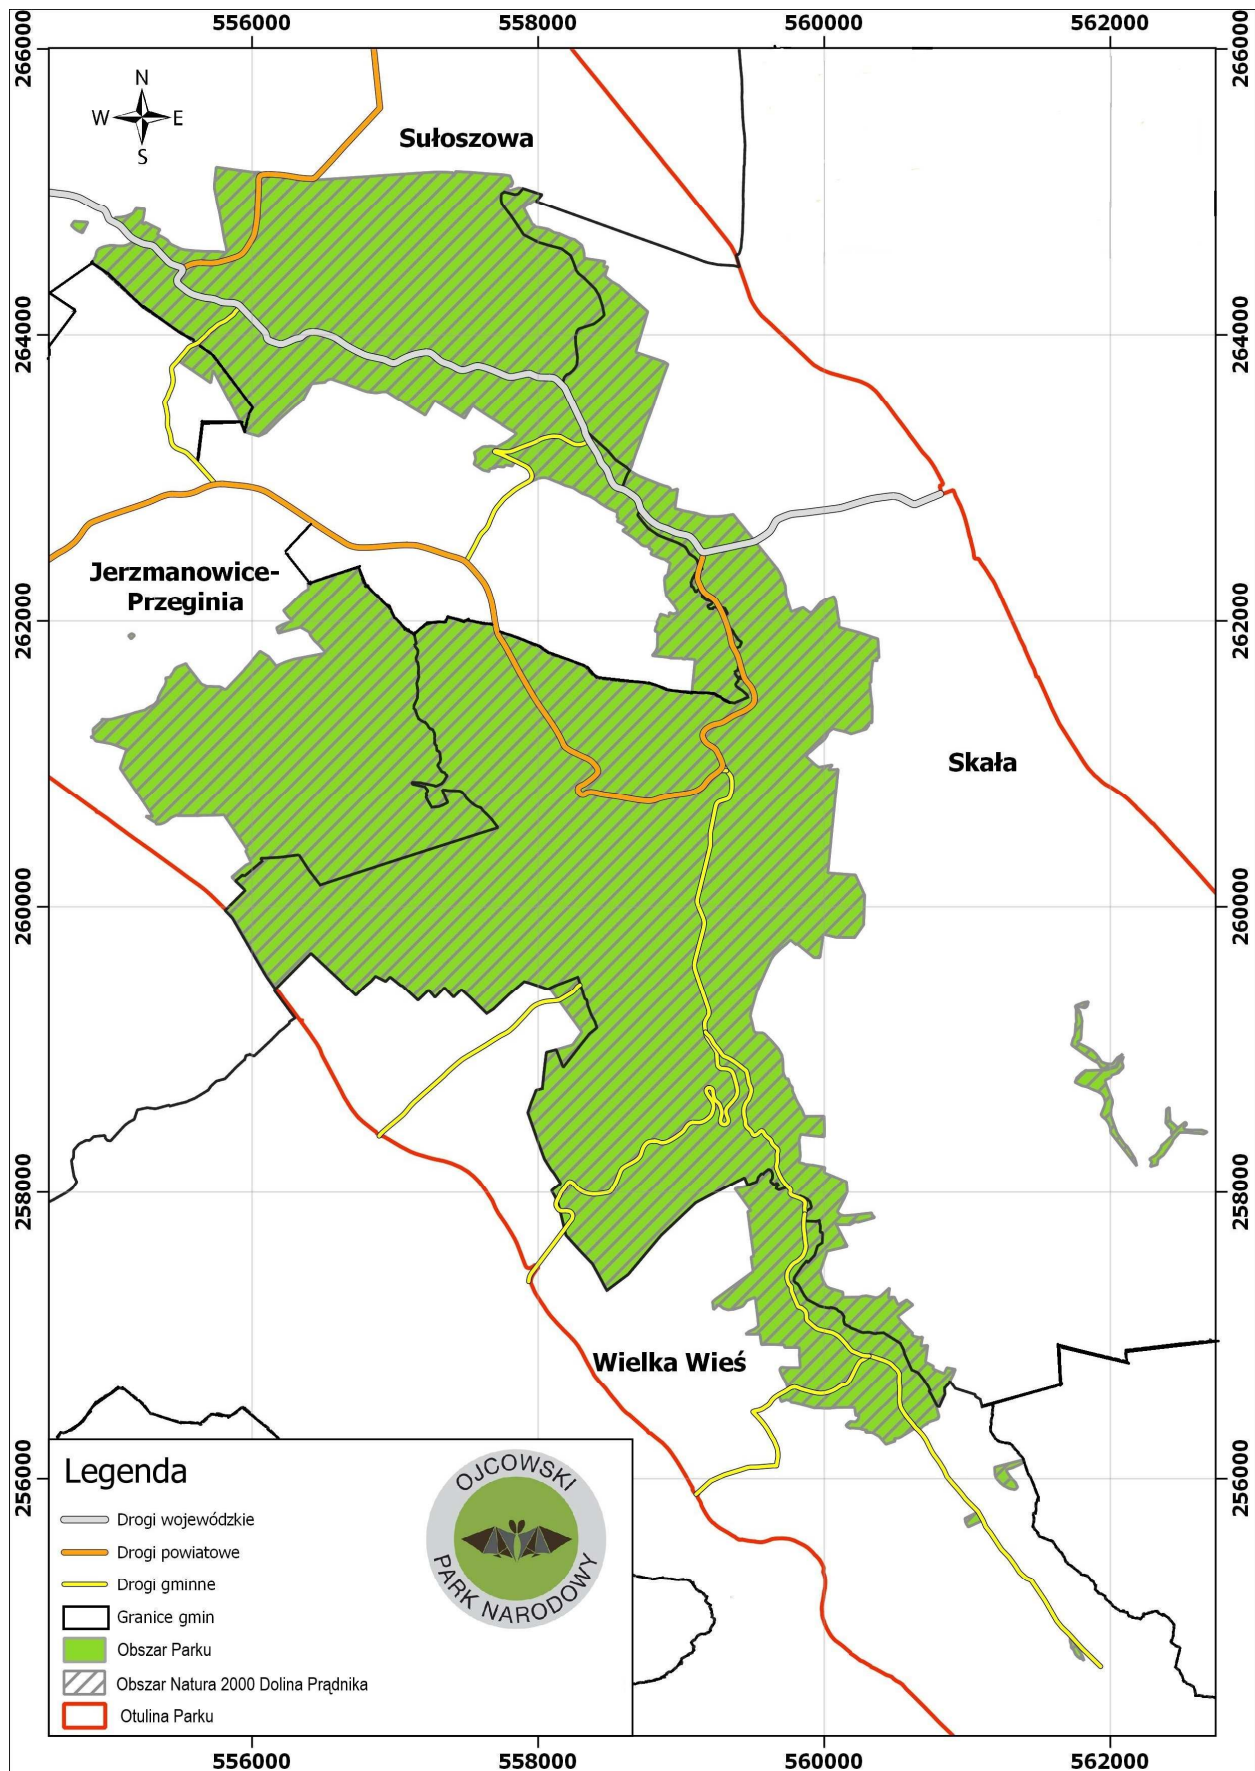 556000
558000
560000
562000
266000
266000
N
W
E
S
Sułoszowa
264000
264000
Jerzmanowice-
Przeginia
262000
262000
Skała
260000
260000
258000
258000
Wielka Wieś
256000
256000
Legenda
Drogi wojewódzkie
Drogi powiatowe
Drogi gminne
Granice gmin
Obszar Parku
Obszar Natura 2000 Dolina Prądnika
Otulina Parku
OJCOWSKI
PARK NARODOWY
556000
558000
560000
562000